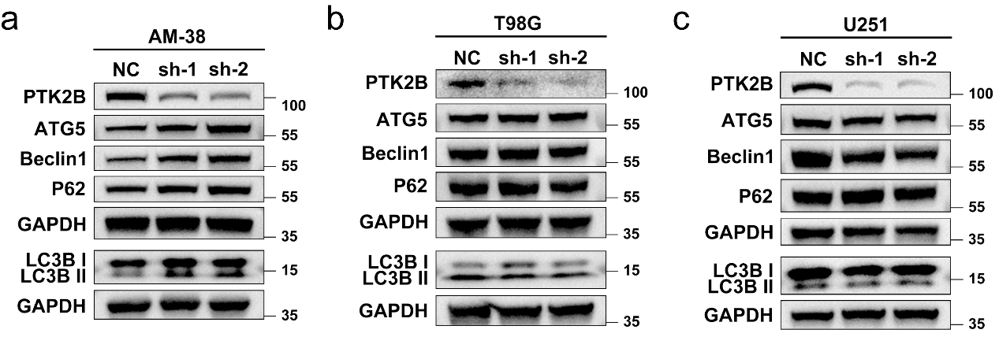 a
AM-38
NC sh-1 sh-2
PTK2B 100
ATG5 55
Beclin1 55
P62 55
GAPDH 35
LC3B I
LC3B II 15
GAPDH 35
b
T98G
NC sh-1 sh-2
PTK2B 100
ATG5 55
Beclin1 55
P62 55
GAPDH 35
LC3B I
LC3B II 15
GAPDH 35
c
U251
NC sh-1 sh-2
PTK2B 100
ATG5 55
Beclin1 55
P62 55
GAPDH 35
LC3B I
LC3B II 15
GAPDH 35